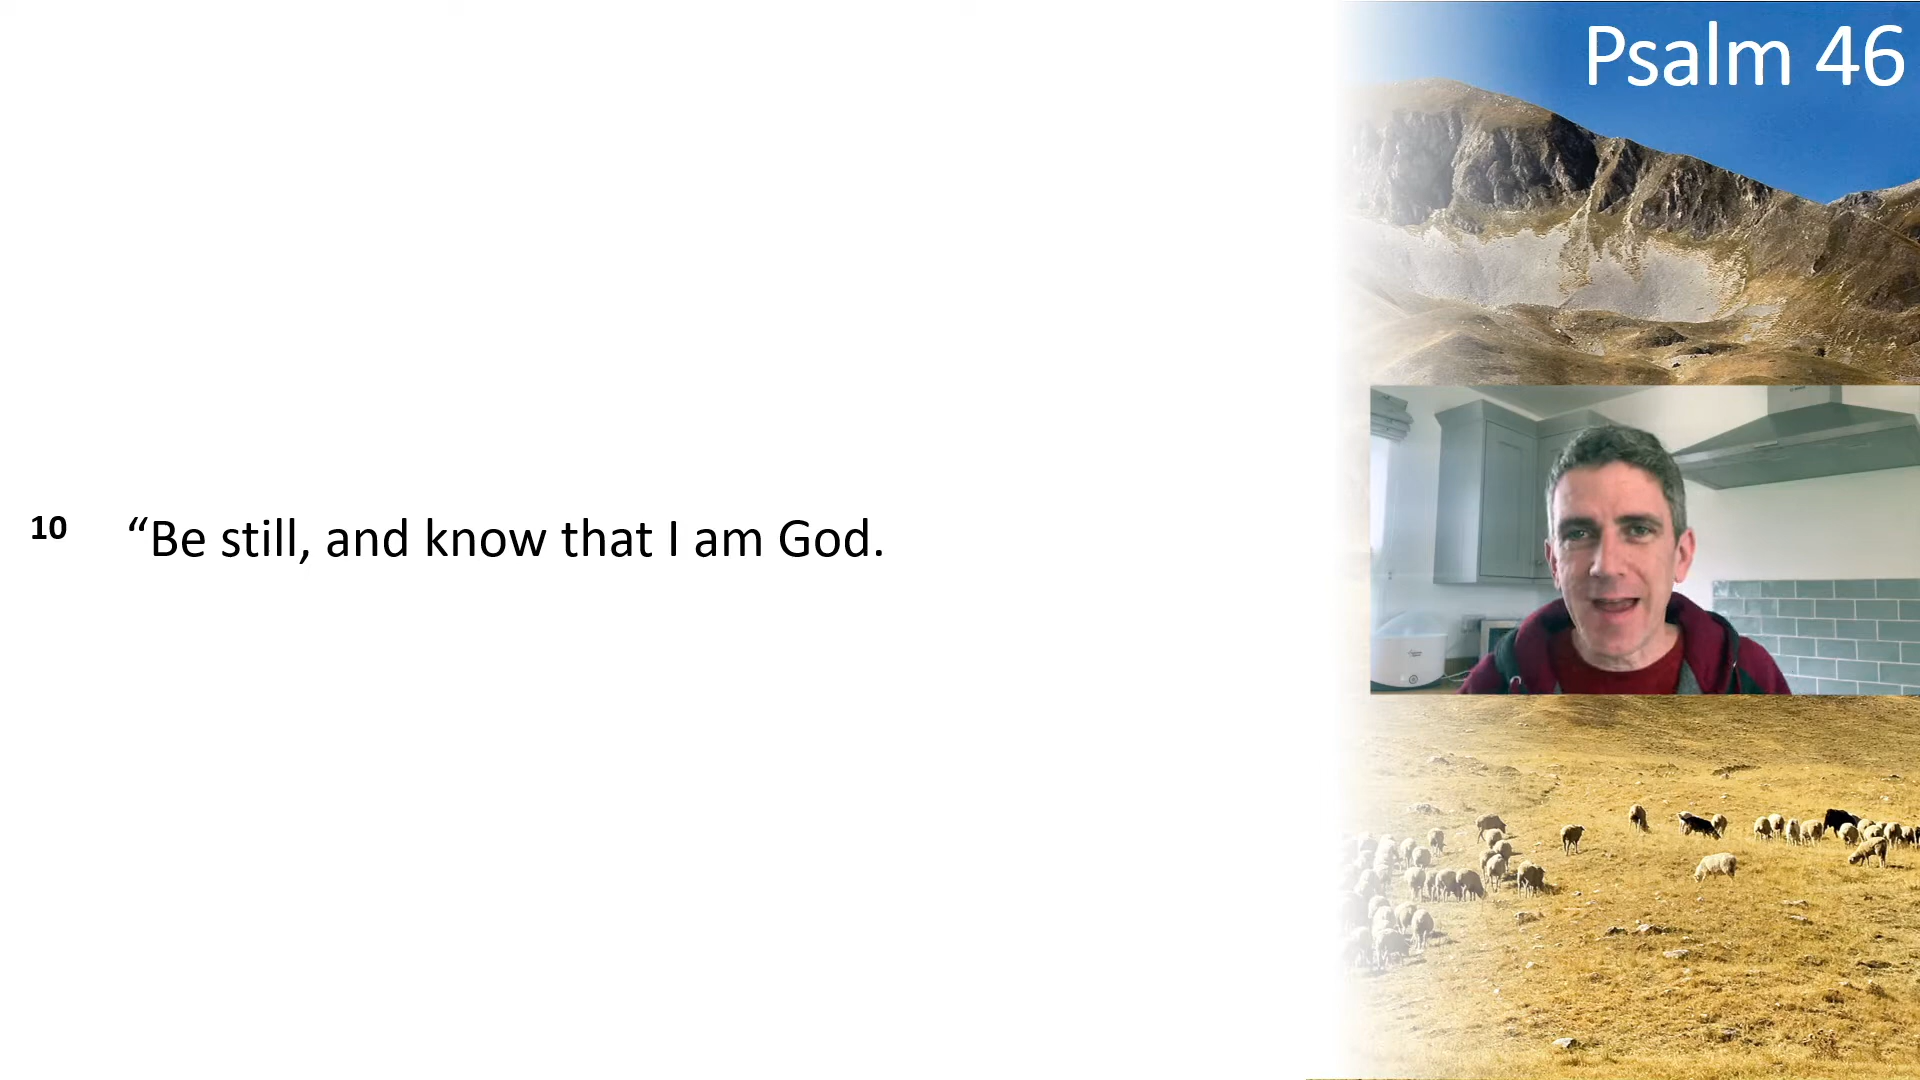 Psalm 46
10 “Be still, and know that I am God.